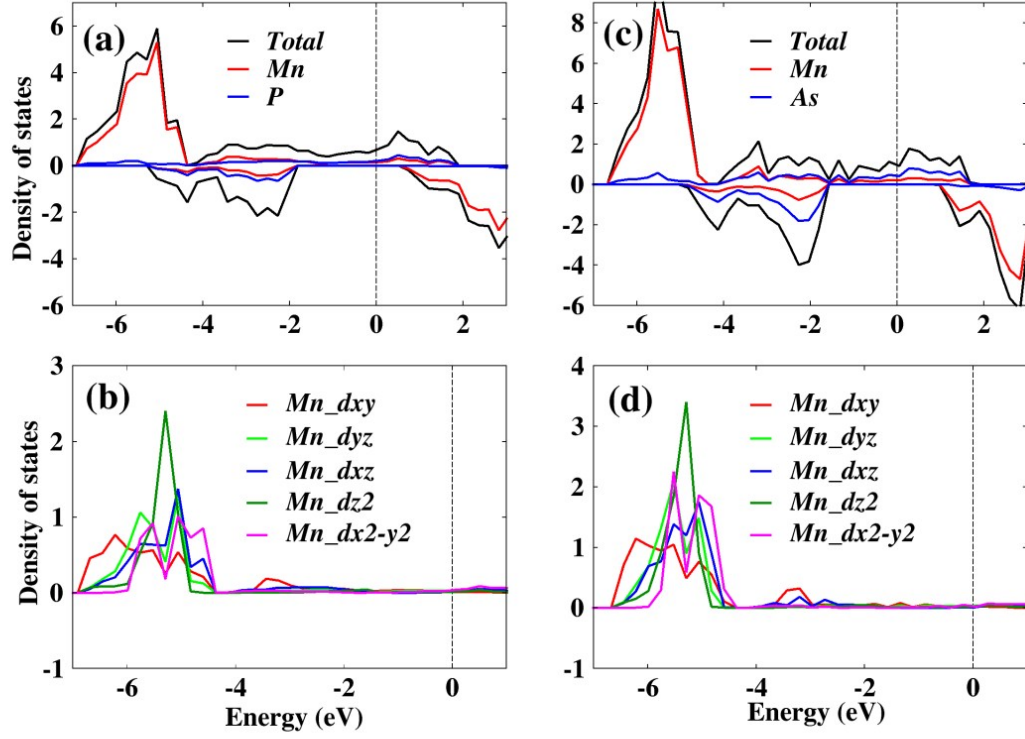 (a)
Total
Mn
P
6
4
2
0
-2
-4
-6
-6
-4
-2
0
2
Density of states
(c)
Total
Mn
As
8
6
4
2
0
-2
-4
-6
-6
-4
-2
0
2
(b)
Mn_dxy
Mn_dyz
Mn_dxz
Mn_dz2
Mn_dx2-y2
3
2
1
0
-1
-6
-4
-2
0
Density of states
Energy (eV)
(d)
Mn_dxy
Mn_dyz
Mn_dxz
Mn_dz2
Mn_dx2-y2
4
3
2
1
0
-1
-6
-4
-2
0
Energy (eV)